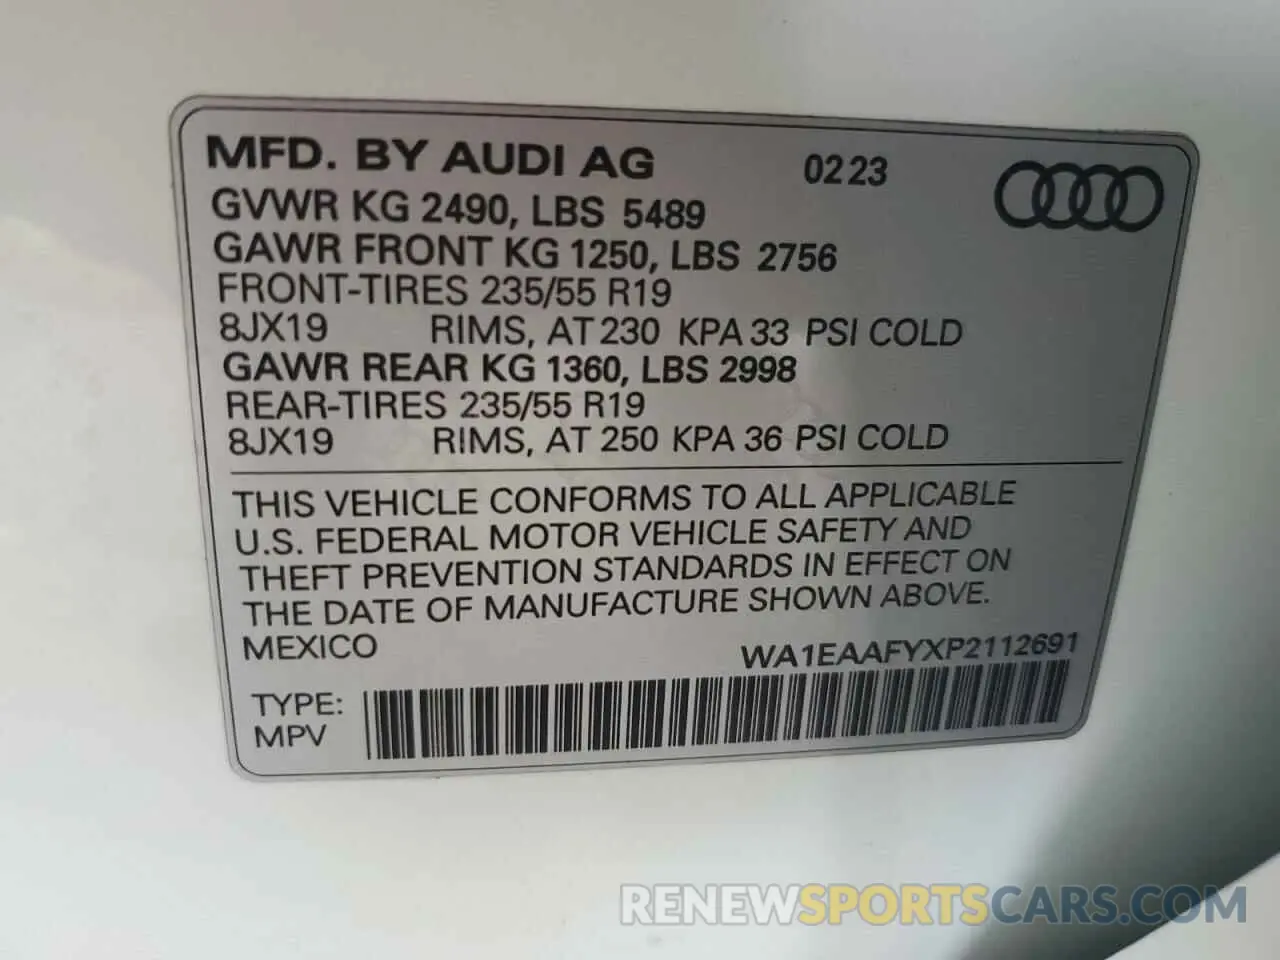 MFD. BY AUDI AG 02 23
GVWR KG 2490, LBS 5489
GAWR FRONT KG 1250, LBS 2756
FRONT-TIRES 235/55 R19
8JX19 RIMS, AT 230 KPA 33 PSI COLD
GAWR REAR KG 1360, LBS 2998
REAR-TIRES 235/55 R19
8JX19 RIMS, AT 250 KPA 36 PSI COLD
THIS VEHICLE CONFORMS TO ALL APPLICABLE
U.S. FEDERAL MOTOR VEHICLE SAFETY AND
THEFT PREVENTION STANDARDS IN EFFECT ON
THE DATE OF MANUFACTURE SHOWN ABOVE.
MEXICO WA1EAAFYXP2112691
TYPE:
MPV
RENEWSPORTSCARS.COM